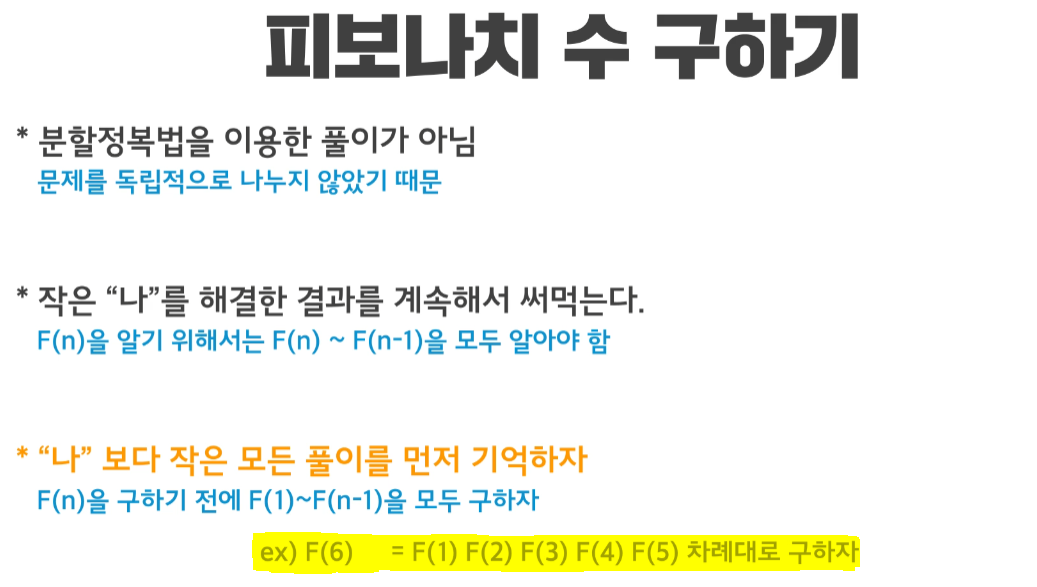 피보나치 수 구하기
* 분할정복법을 이용한 풀이가 아님
문제를 독립적으로 나누지 않았기 때문
* 작은 “나”를 해결한 결과를 계속해서 써먹는다.
F(n)을 알기 위해서는 F(n) ~ F(n-1)을 모두 알아야 함
* “나” 보다 작은 모든 풀이를 먼저 기억하자
F(n)을 구하기 전에 F(1)~F(n-1)을 모두 구하자
ex) F(6) = F(1) F(2) F(3) F(4) F(5) 차례대로 구하자